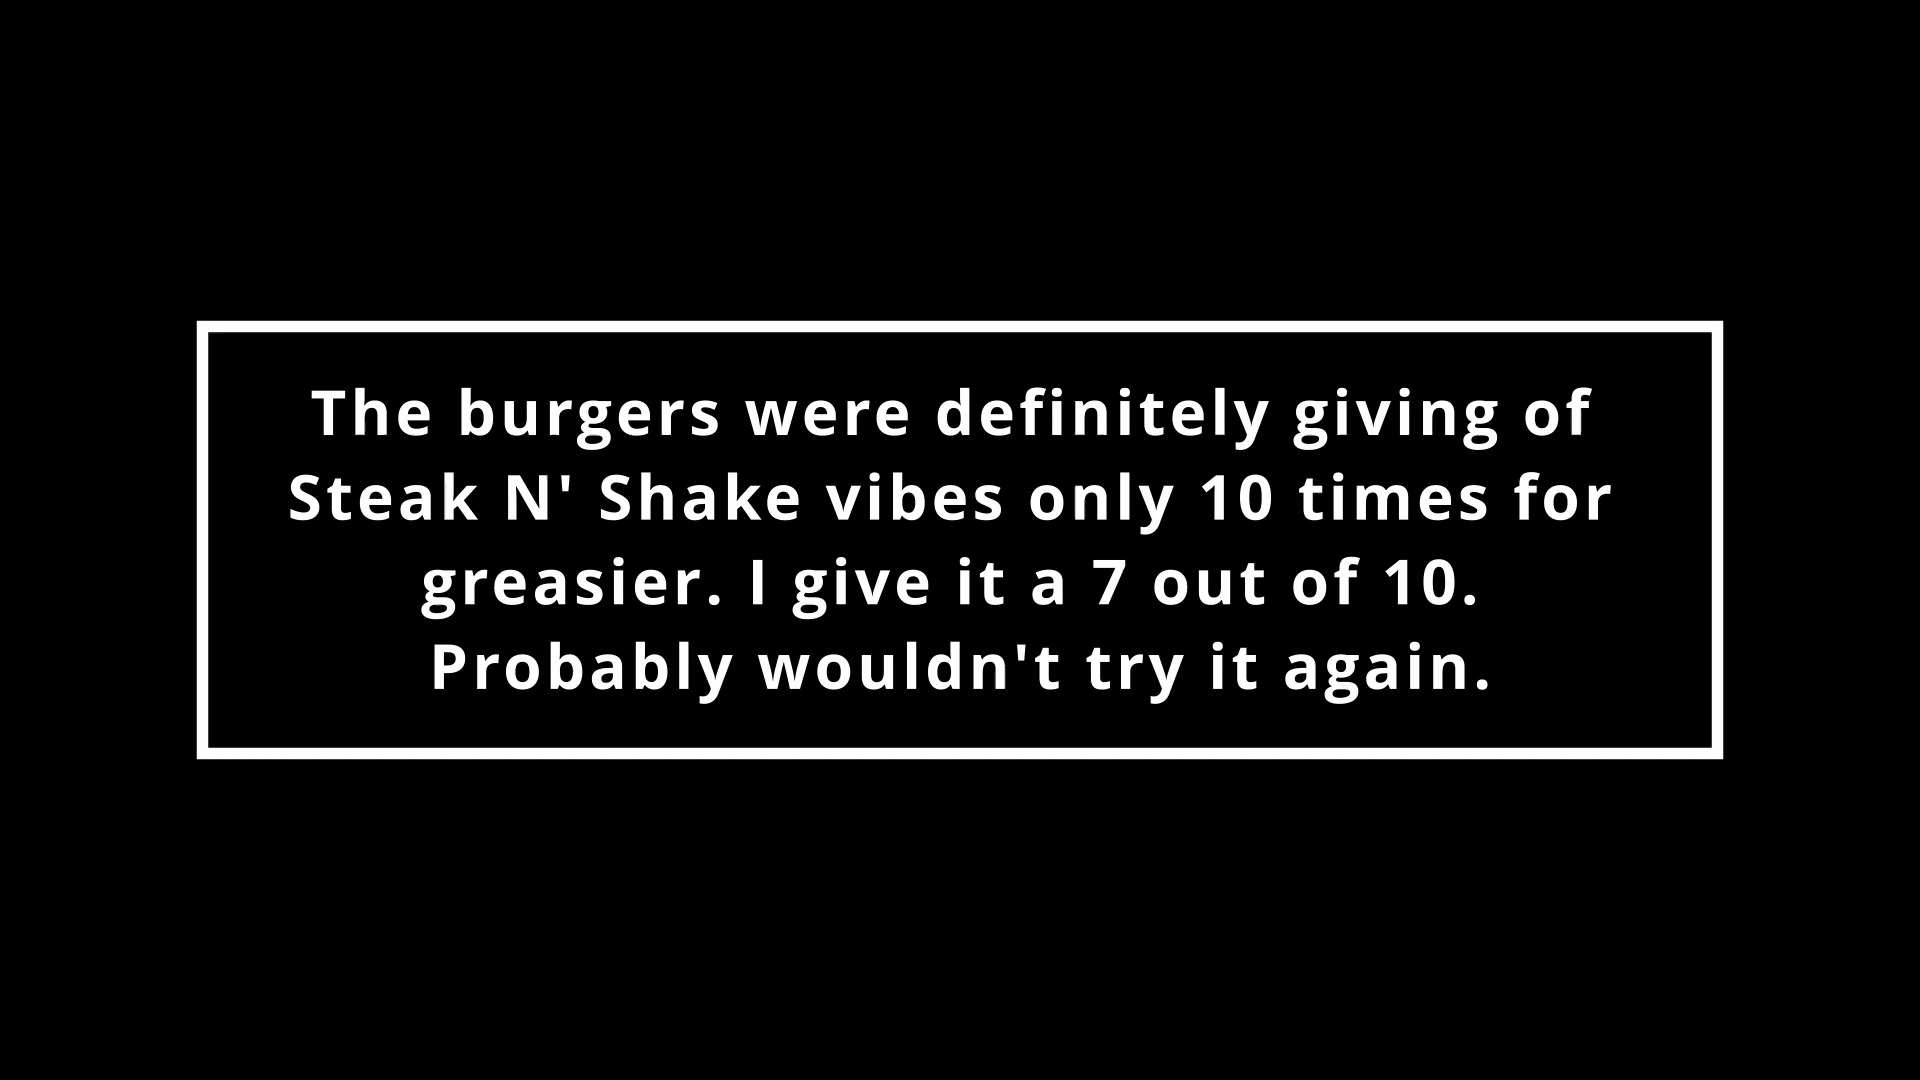 The burgers were definitely giving of
Steak N' Shake vibes only 10 times for
greasier. I give it a 7 out of 10.
Probably wouldn't try it again.